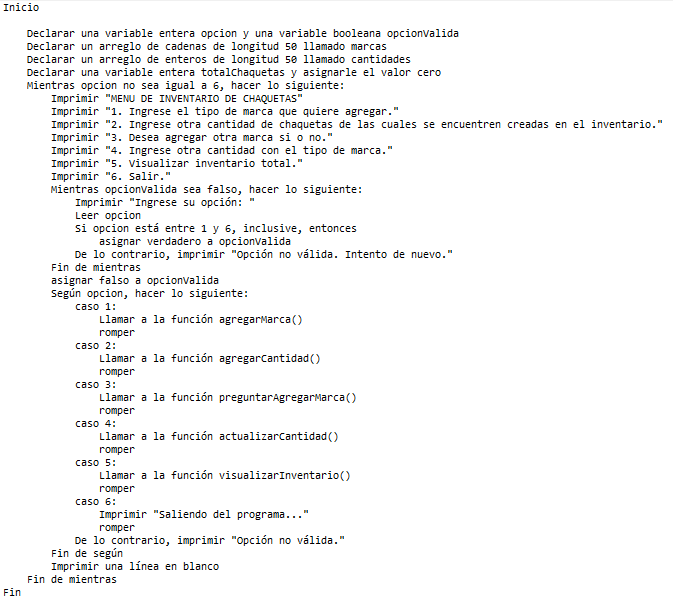 Inicio
Declarar una variable entera opcion y una variable booleana opcionValida
Declarar un arreglo de cadenas de longitud 50 llamado marcas
Declarar un arreglo de enteros de longitud 50 llamado cantidades
Declarar una variable entera totalChaquetas y asignarle el valor cero
Mientras opcion no sea igual a 6, hacer lo siguiente:
Imprimir "MENU DE INVENTARIO DE CHAQUETAS"
Imprimir "1. Ingrese el tipo de marca que quiere agregar."
Imprimir "2. Ingrese otra cantidad de chaquetas de las cuales se encuentren creadas en el inventario."
Imprimir "3. Desea agregar otra marca si o no."
Imprimir "4. Ingrese otra cantidad con el tipo de marca."
Imprimir "5. Visualizar inventario total."
Imprimir "6. Salir."
Mientras opcionValida sea falso, hacer lo siguiente:
Imprimir "Ingrese su opción: "
Leer opcion
Si opcion está entre 1 y 6, inclusive, entonces
asignar verdadero a opcionValida
De lo contrario, imprimir "Opción no válida. Intento de nuevo."
Fin de mientras
asignar falso a opcionValida
Según opcion, hacer lo siguiente:
caso 1:
Llamar a la función agregarMarca()
romper
caso 2:
Llamar a la función agregarCantidad()
romper
caso 3:
Llamar a la función preguntarAgregarMarca()
romper
caso 4:
Llamar a la función actualizarCantidad()
romper
caso 5:
Llamar a la función visualizarInventario()
romper
caso 6:
Imprimir "Saliendo del programa..."
romper
De lo contrario, imprimir "Opción no válida."
Fin de según
Imprimir una línea en blanco
Fin de mientras
Fin